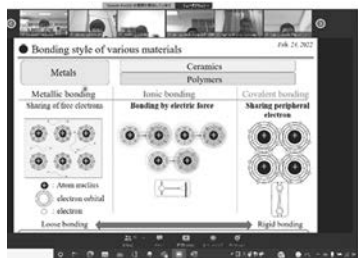 ● Bonding style of various materials
Feb. 24, 2022
Metals
Ceramics
Polymers
Metallic bonding
Ionic bonding
Covalent bonding
Sharing of free electrons
Bonding by electric force
Sharing peripheral
electron
: Atom nucleus
: electron orbital
: electron
Loose bonding
Rigid bonding